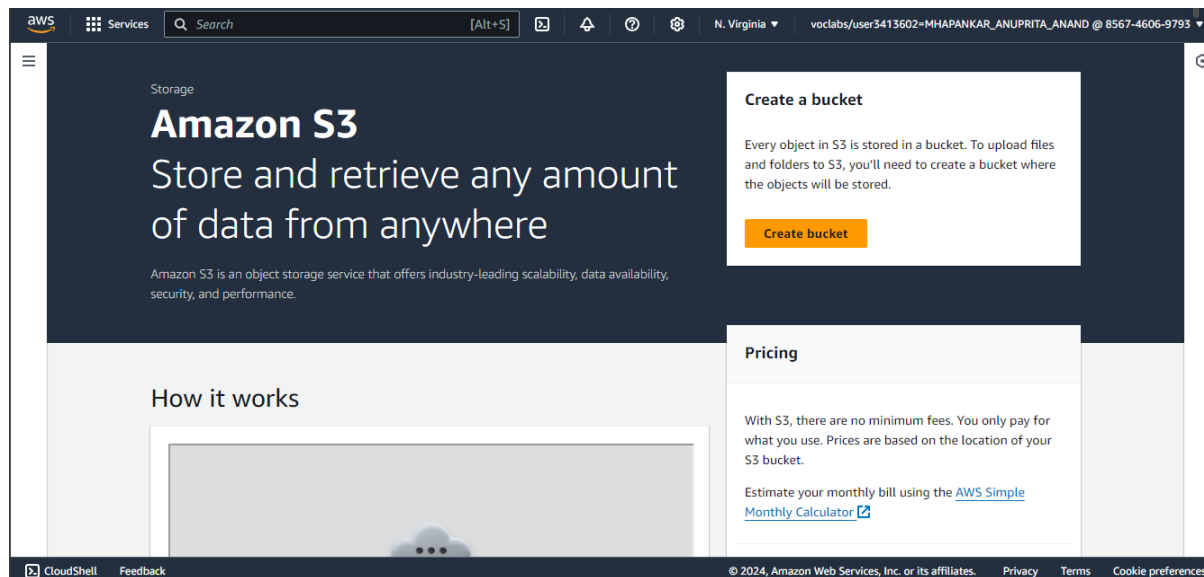 aws
Services
Search
[Alt+S]
N. Virginia
voclabs/user3413602=MHAPANKAR_ANUPRITA_ANAND @ 8567-4606-9793
Storage
Amazon S3
Store and retrieve any amount
of data from anywhere
Amazon S3 is an object storage service that offers industry-leading scalability, data availability,
security, and performance.
Create a bucket
Every object in S3 is stored in a bucket. To upload files
and folders to S3, you'll need to create a bucket where
the objects will be stored.
Create bucket
How it works
Pricing
With S3, there are no minimum fees. You only pay for
what you use. Prices are based on the location of your
S3 bucket.
Estimate your monthly bill using the AWS Simple
Monthly Calculator
CloudShell
Feedback
© 2024, Amazon Web Services, Inc. or its affiliates.
Privacy
Terms
Cookie preferences